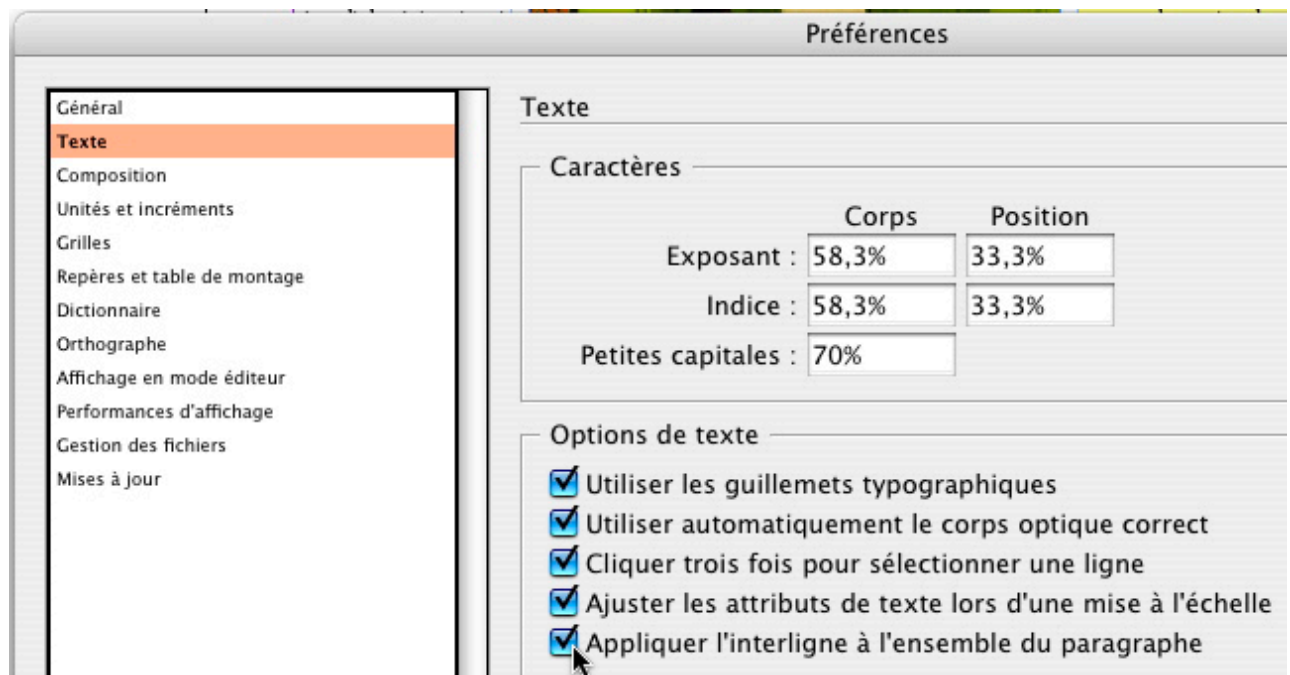 Préférences
Général
Texte
Composition
Unités et incréments
Grilles
Repères et table de montage
Dictionnaire
Orthographe
Affichage en mode éditeur
Performances d'affichage
Gestion des fichiers
Mises à jour
Texte
Caractères
Corps Position
Exposant : 58,3% 33,3%
Indice : 58,3% 33,3%
Petites capitales : 70%
Options de texte
Utiliser les guillemets typographiques
Utiliser automatiquement le corps optique correct
Cliquer trois fois pour sélectionner une ligne
Ajuster les attributs de texte lors d'une mise à l'échelle
Appliquer l'interligne à l'ensemble du paragraphe